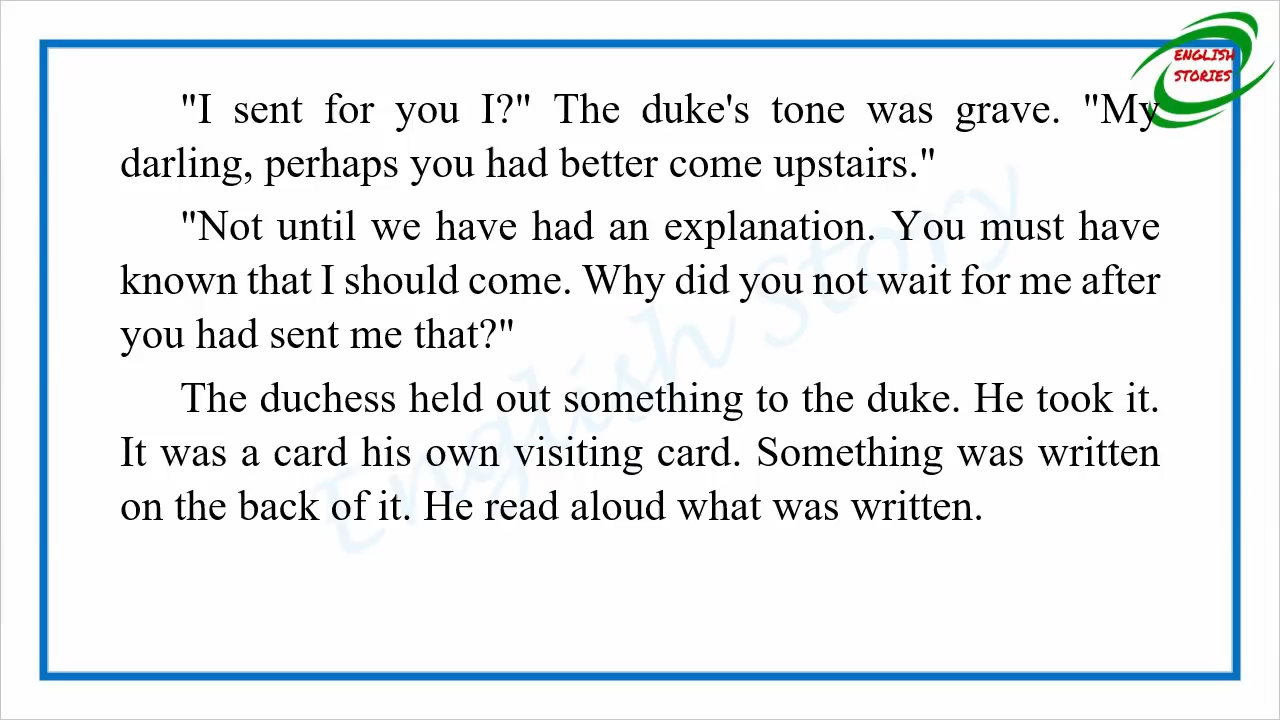 ENGLISH
STORIES
"I sent for you I?" The duke's tone was grave. "My
darling, perhaps you had better come upstairs."
"Not until we have had an explanation. You must have
known that I should come. Why did you not wait for me after
you had sent me that?"
The duchess held out something to the duke. He took it.
It was a card his own visiting card. Something was written
on the back of it. He read aloud what was written.
English Story